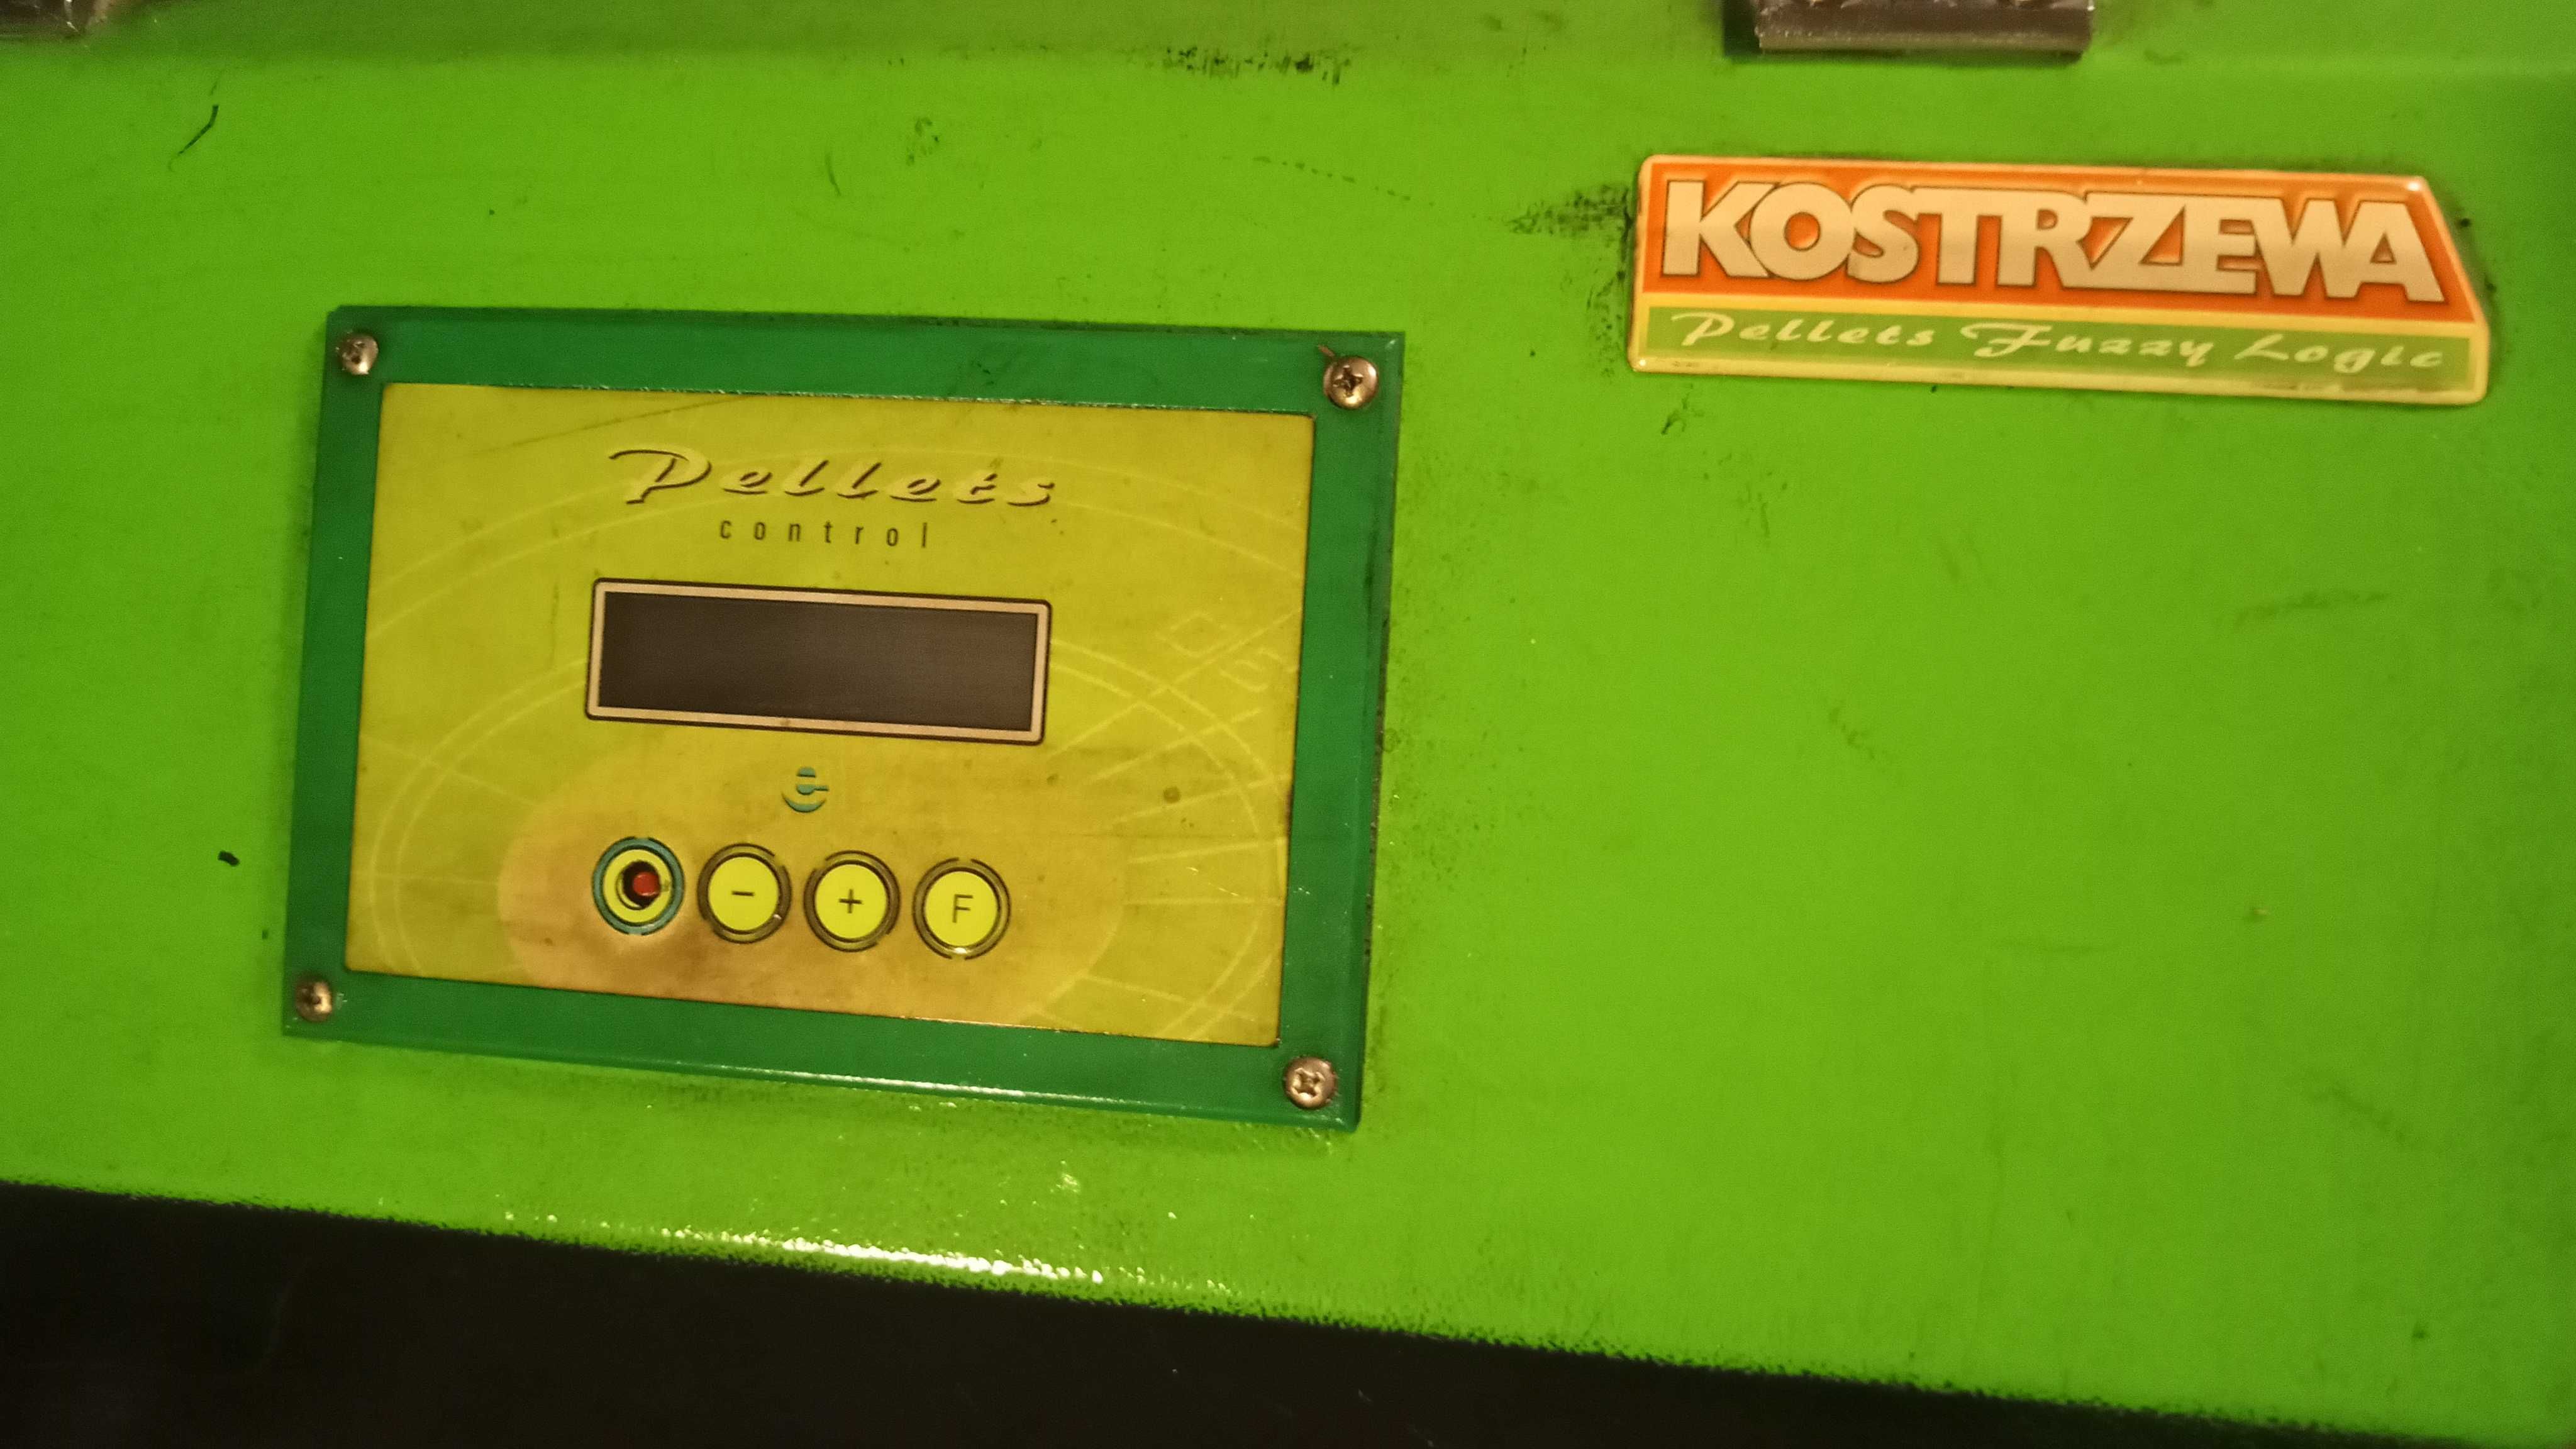 KOSTRZEWA
Pellets Fuzzy Logic
Pellets
control
- + F